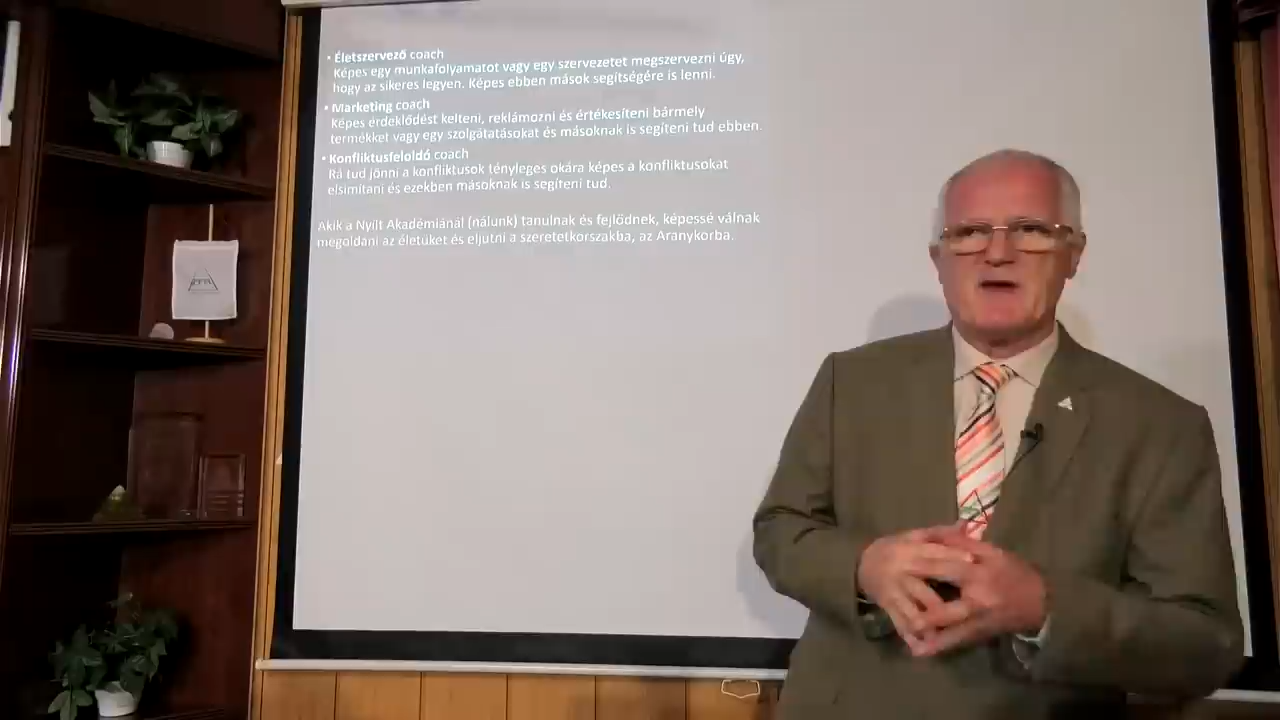 • Életszervező coach
Képes egy munkafolyamatot vagy egy szervezetet megszervezni úgy,
hogy az sikeres legyen. Képes ebben mások segítségére is lenni.
• Marketing coach
Képes érdeklődést kelteni, reklámozni és értékesíteni bármely
termékket vagy egy szolgátatásokat és másoknak is segíteni tud ebben.
• Konfliktusfeloldó coach
Rá tud jönni a konfliktusok tényleges okára képes a konfliktusokat
elsimítani és ezekben másoknak is segíteni tud.
Akik a Nyílt Akadémiánál (nálunk) tanulnak és fejlődnek, képessé válnak
megoldani az életüket és eljutni a szeretetkorszakba, az Aranykorba.